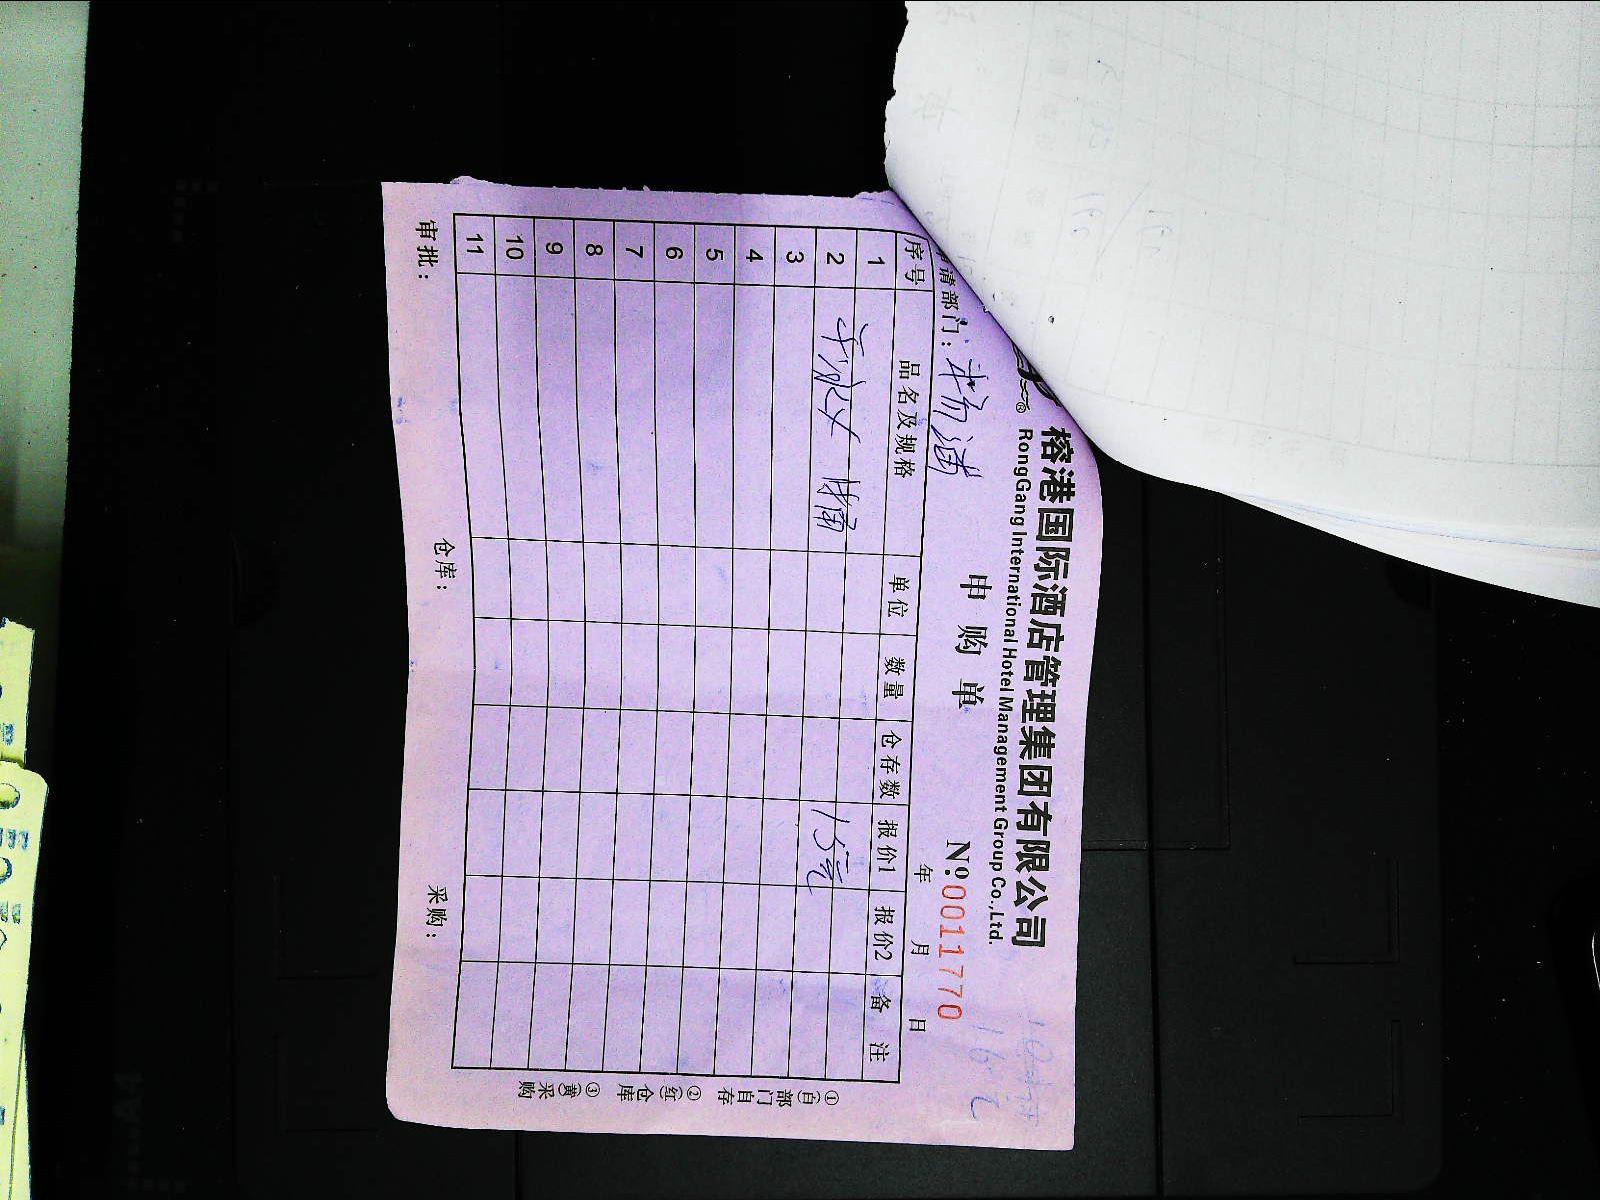 榕港国际酒店管理集团有限公司
RongGang International Hotel Management Group Co.,Ltd.
申购单
№:0011770
请部门：
年 月 日
序号 品名及规格 单位 数量 仓存数 报价1 报价2 备注
1
2 15元
3
4
5
6
7
8
9
10
11
审批： 仓库： 采购：
①(白)部门自存 ②(红)仓库 ③(黄)采购